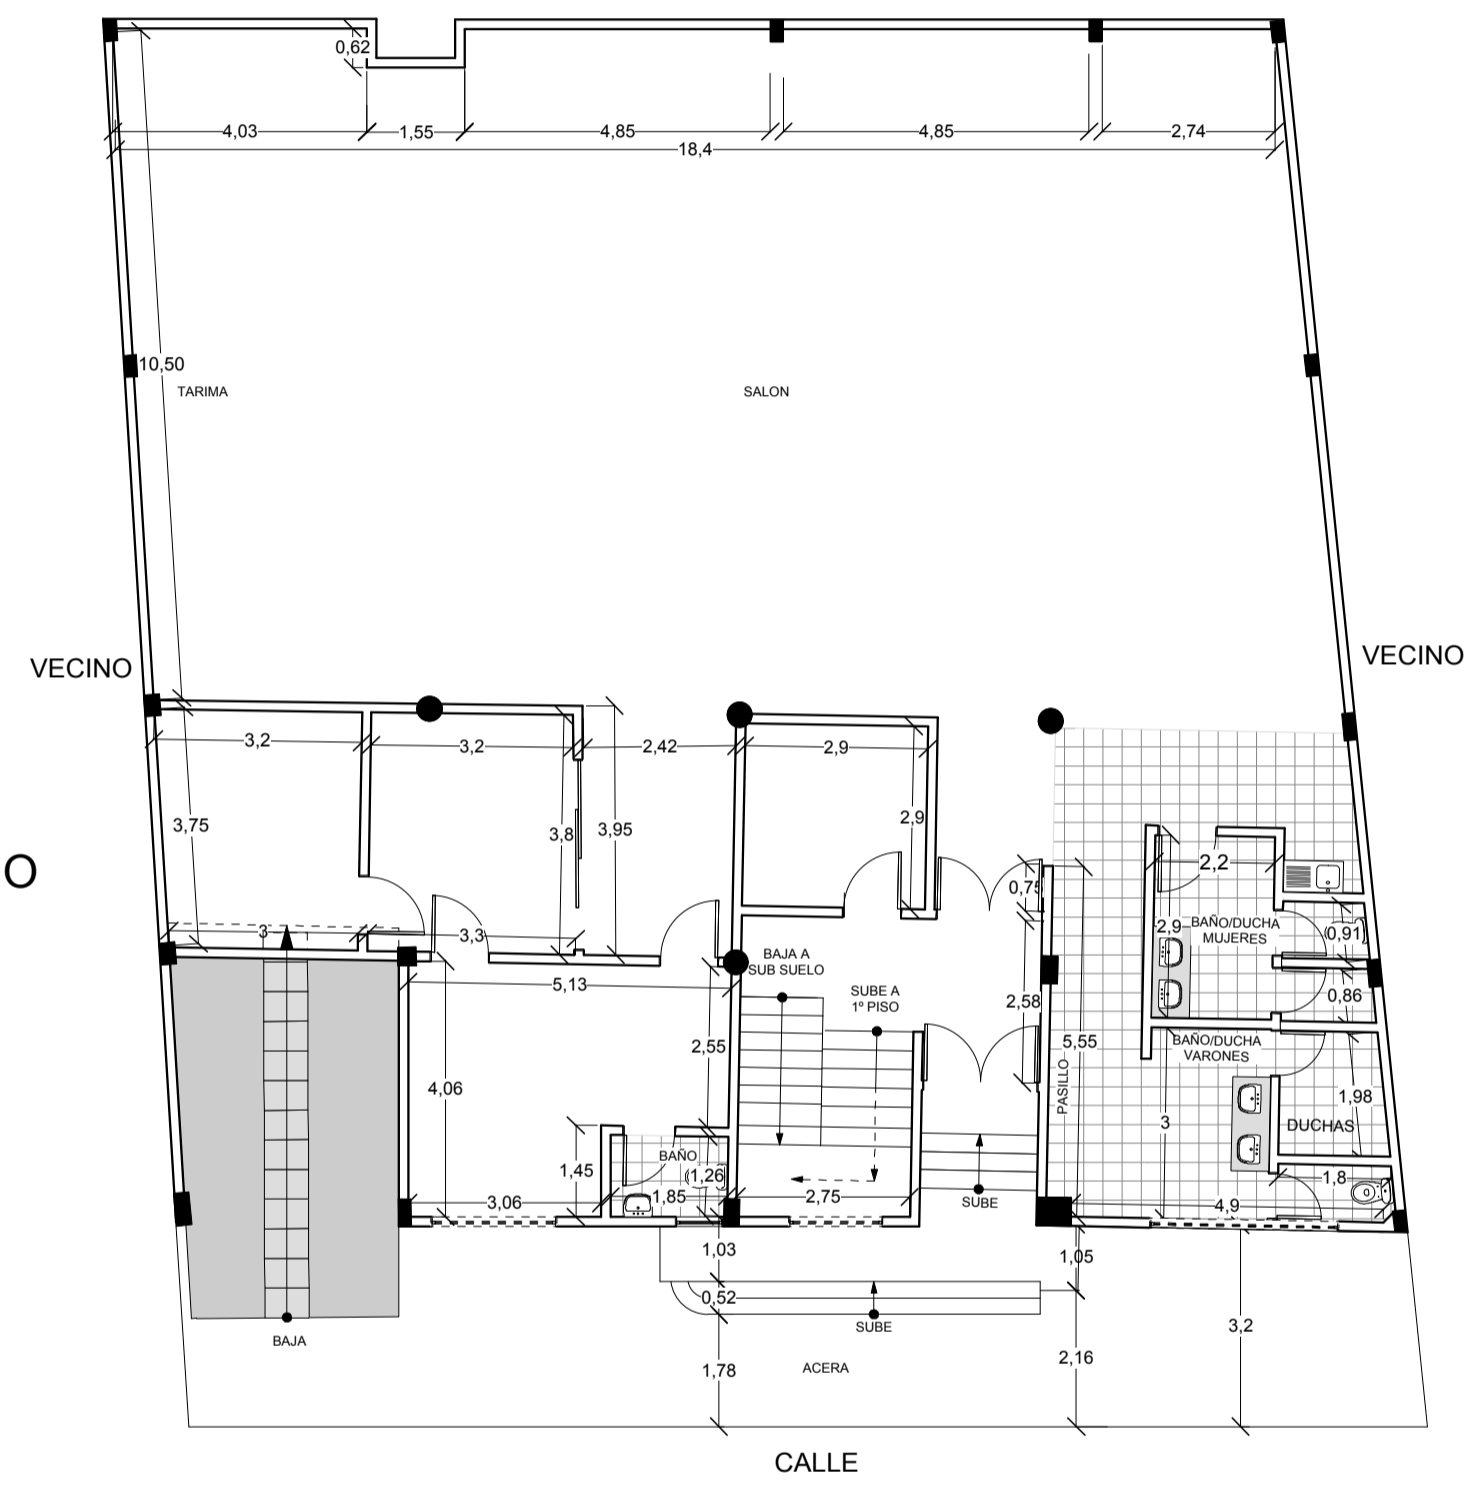 0,62
4,03
1,55
4,85
4,85
2,74
18,4
10,50
TARIMA
SALON
VECINO
VECINO
3,2
3,2
2,42
2,9
3,75
3,8
3,95
2,9
O
2,2
0,75
2,9
BAÑO/DUCHA
MUJERES
0,91
3
3,3
BAJA A
SUB SUELO
5,13
SUBE A
1º PISO
2,58
0,86
2,55
5,55
BAÑO/DUCHA
VARONES
4,06
PASILLO
1,98
3
DUCHAS
BAÑO
1,45
1,26
1,8
3,06
1,85
2,75
SUBE
4,9
1,03
1,05
0,52
SUBE
3,2
BAJA
1,78
ACERA
2,16
CALLE